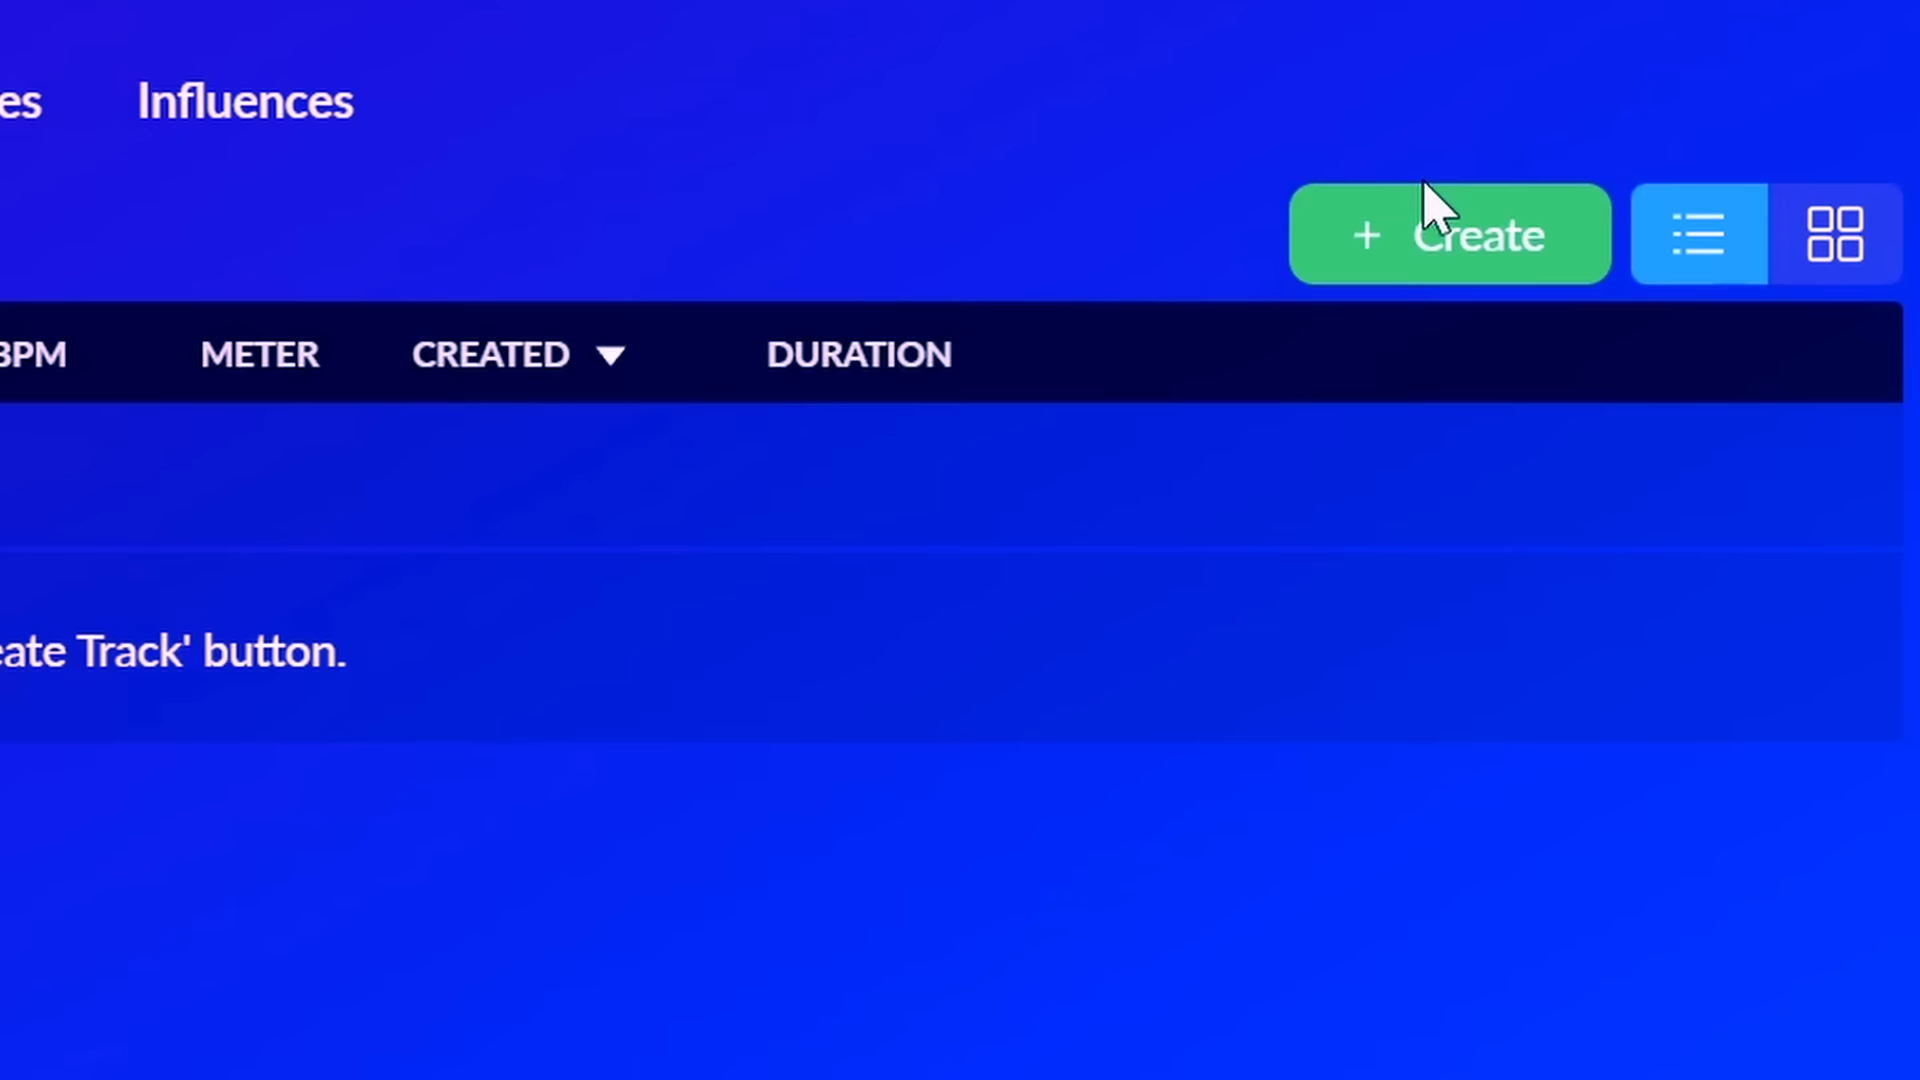 es Influences
+ Create
BPM METER CREATED DURATION
eate Track' button.